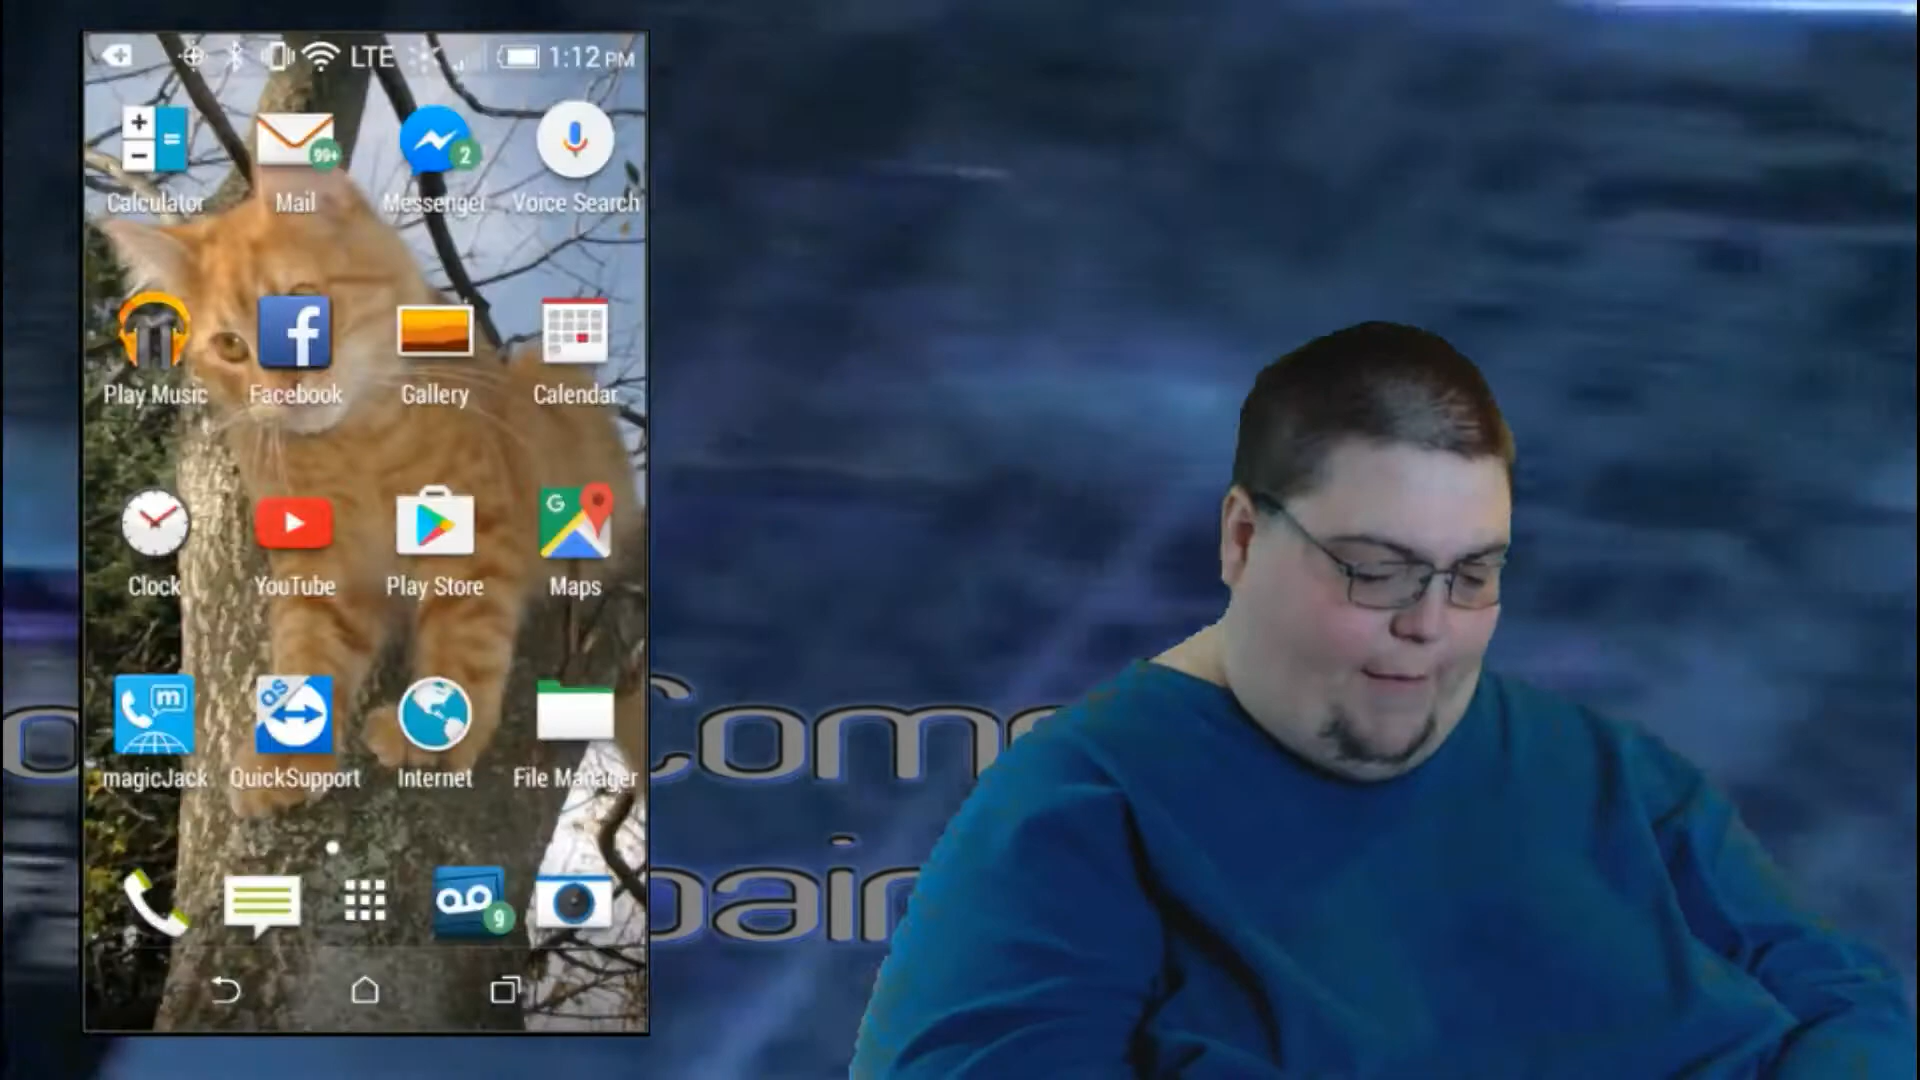 LTE 1:12 PM
99+ 2
Calculator Mail Messenger Voice Search
f G
Play Music Facebook Gallery Calendar
Clock YouTube Play Store Maps
m QS
magicJack QuickSupport Internet File Manager
9
Com
pair